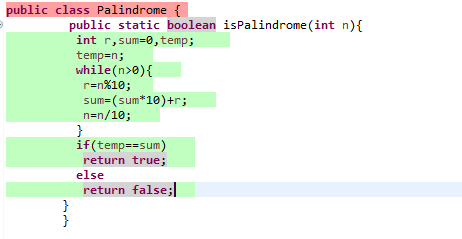 public class Palindrome {
public static boolean isPalindrome(int n){
int r,sum=0,temp;
temp=n;
while(n>0){
r=n%10;
sum=(sum*10)+r;
n=n/10;
}
if(temp==sum)
return true;
else
return false;
}
}